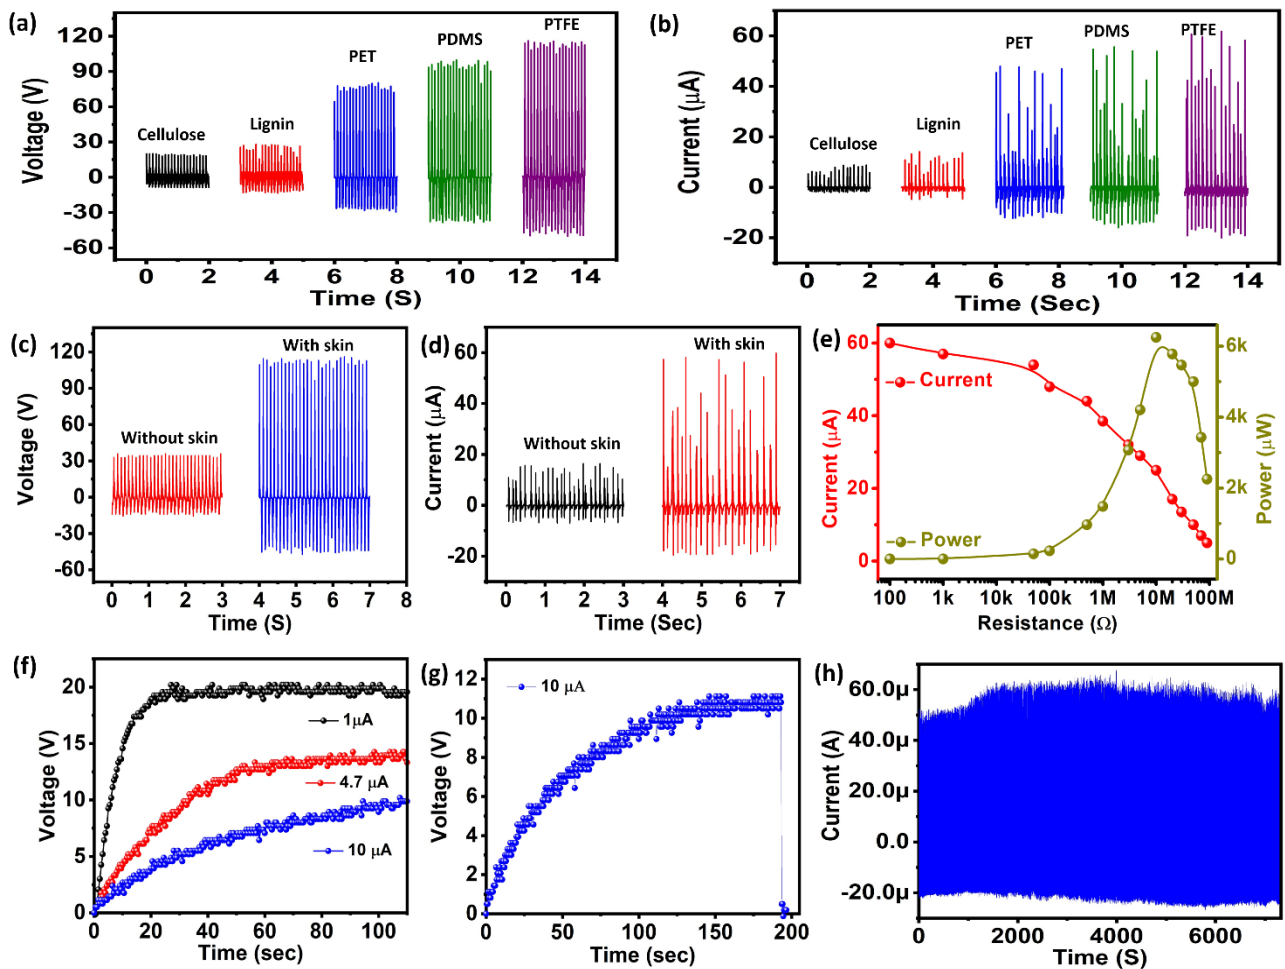 (a)
Voltage (V)
120
90
60
30
0
-30
-60
Cellulose
Lignin
PET
PDMS
PTFE
0 2 4 6 8 10 12 14
Time (S)
(b)
Current (μA)
60
40
20
0
-20
Cellulose
Lignin
PET
PDMS
PTFE
0 2 4 6 8 10 12 14
Time (Sec)
(c)
Voltage (V)
120
90
60
30
0
-30
-60
Without skin
With skin
0 1 2 3 4 5 6 7 8
Time (S)
(d)
Current (μA)
60
40
20
0
-20
Without skin
With skin
0 1 2 3 4 5 6 7
Time (Sec)
(e)
Current (μA)
60
40
20
0
Current
Power
6k
4k
2k
0
Power (μW)
100 1k 10k 100k 1M 10M 100M
Resistance (Ω)
(f)
Voltage (V)
20
15
10
5
0
1μA
4.7 μA
10 μA
0 20 40 60 80 100
Time (sec)
(g)
Voltage (V)
12
10
8
6
4
2
0
10 μA
0 50 100 150 200
Time (sec)
(h)
Current (A)
60.0μ
40.0μ
20.0μ
0.0
-20.0μ
0 2000 4000 6000
Time (S)